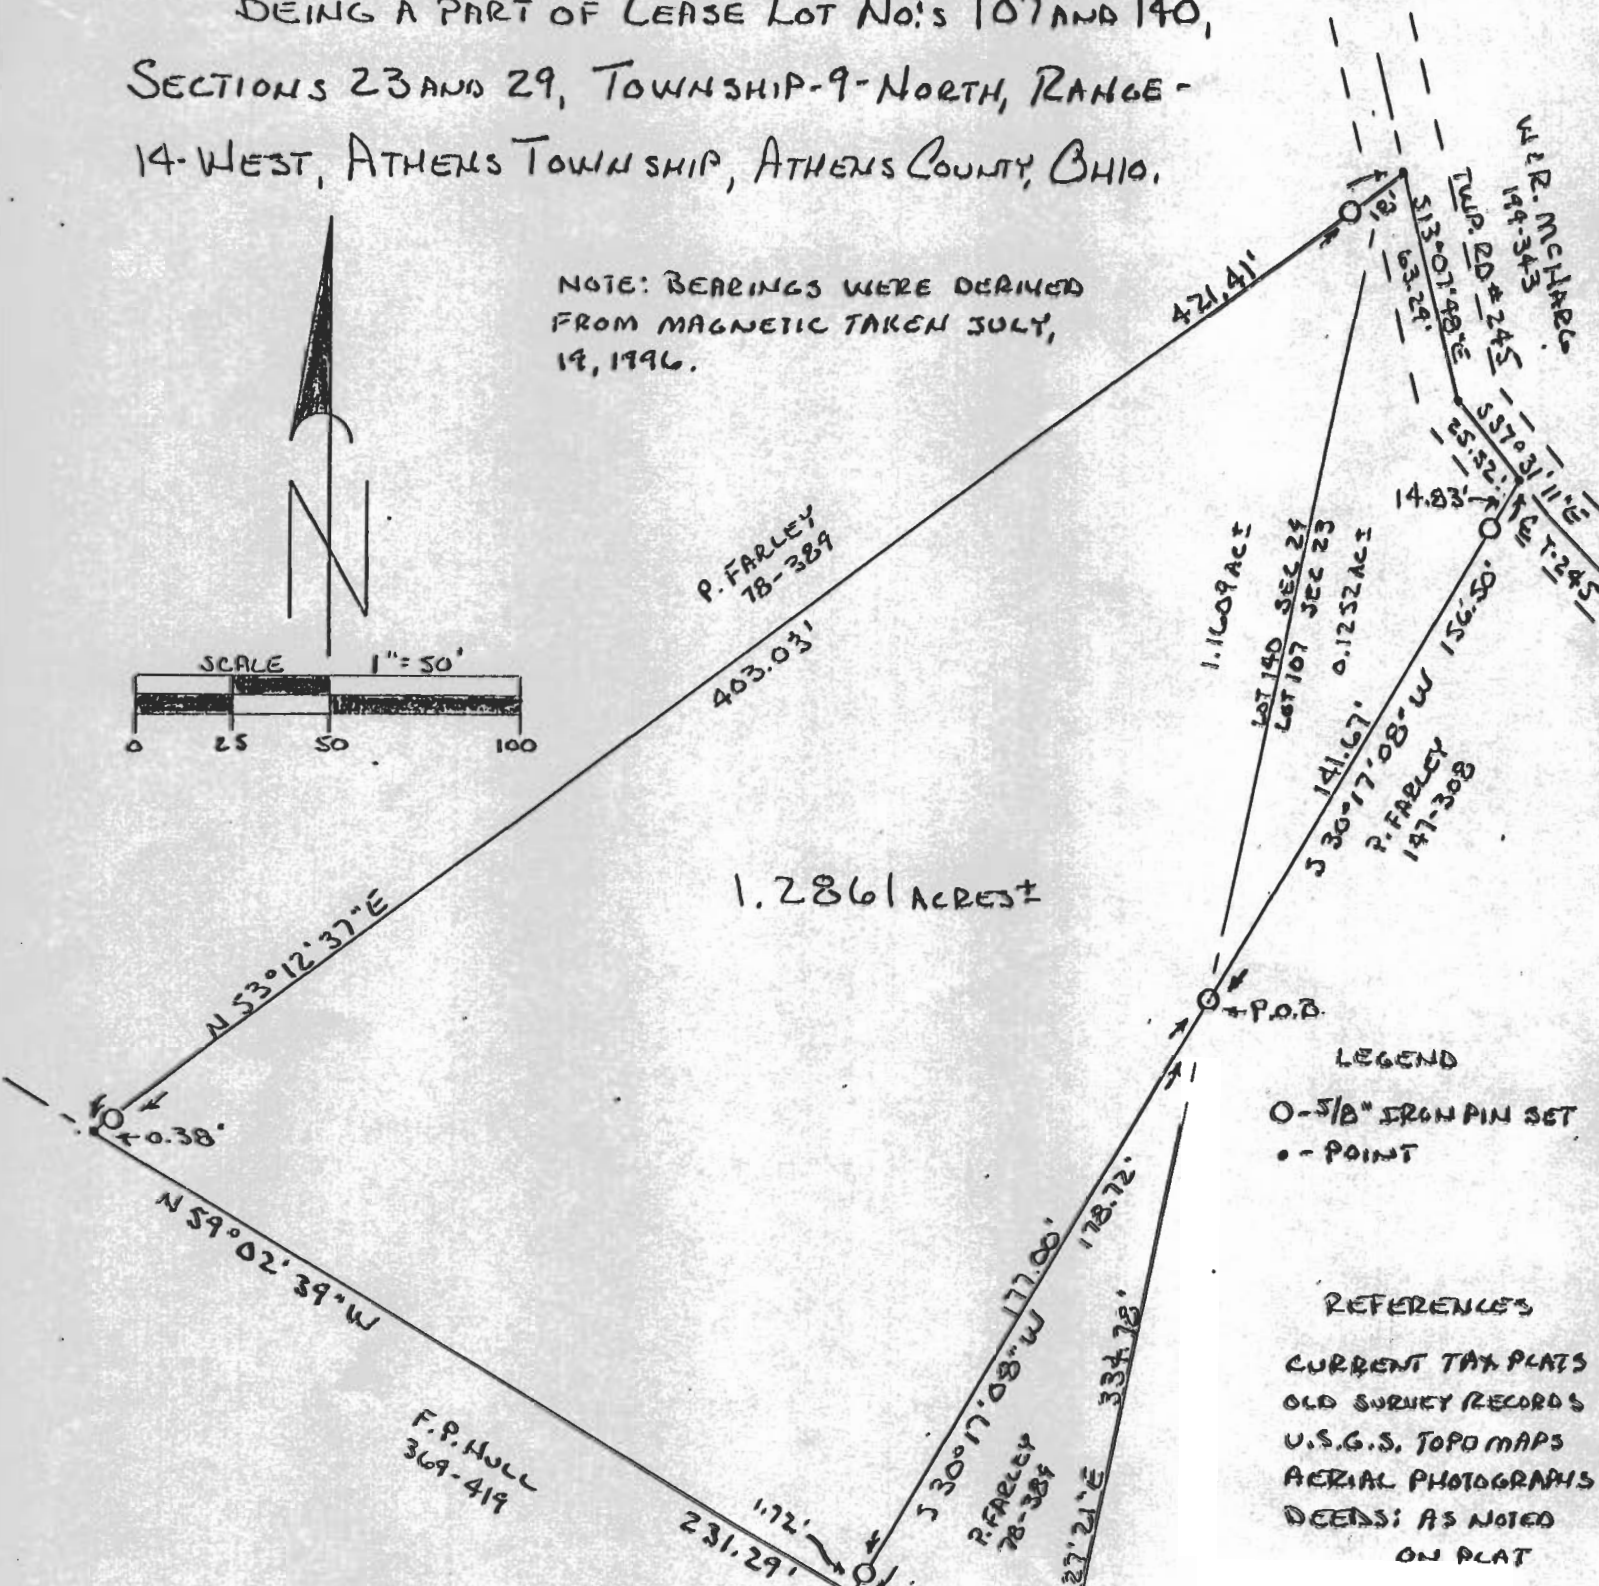 BEING A PART OF LEASE LOT NO.'S 107 AND 140,
SECTIONS 23 AND 29, TOWNSHIP-9-NORTH, RANGE-
14-WEST, ATHENS TOWNSHIP, ATHENS COUNTY, OHIO.
NOTE: BEARINGS WERE DERIVED
FROM MAGNETIC TAKEN JULY,
19, 1996.
N
SCALE 1"=50'
0 25 50 100
W & R. MCHARG
199-343
TWP. RD # 245
S13°07'48"E
63.29'
18'
421.41'
S37°31'11"E
25.52'
14.83'
℄ T-245
P. FARLEY
78-389
403.03'
N 53°12'37"E
1.1609 AC±
LOT 140 SEC 29
LOT 107 SEC 23
0.1252 AC±
156.50'
141.67'
S 30°17'08"W
P. FARLEY
147-308
1.2861 ACRES±
P.O.B.
LEGEND
O-5/8" IRON PIN SET
• - POINT
0.38'
N 59°02'39"W
F.P. HULL
369-419
231.29'
1.72'
177.00'
178.72'
S 30°17'08"W
P. FARLEY
78-389
334.78'
27'21"E
REFERENCES
CURRENT TAX PLATS
OLD SURVEY RECORDS
U.S.G.S. TOPO MAPS
AERIAL PHOTOGRAPHS
DEEDS: AS NOTED
ON PLAT